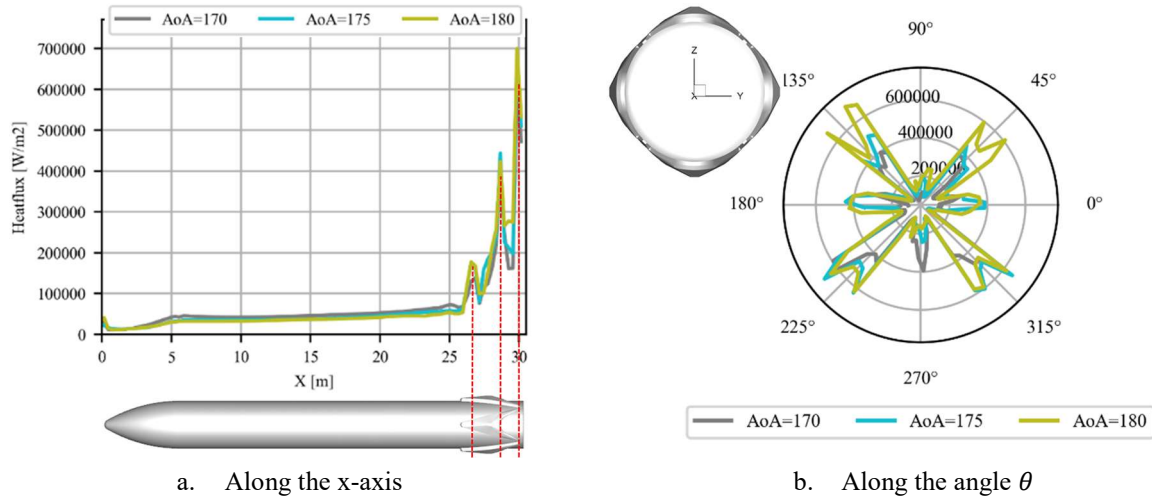 AoA=170 AoA=175 AoA=180
700000
600000
500000
400000
300000
200000
100000
0
Heatflux [W/m2]
0 5 10 15 20 25 30
X [m]
a. Along the x-axis
Z
X Y
90°
135° 45°
600000
400000
200000
180° 0°
225° 315°
270°
AoA=170 AoA=175 AoA=180
b. Along the angle θ